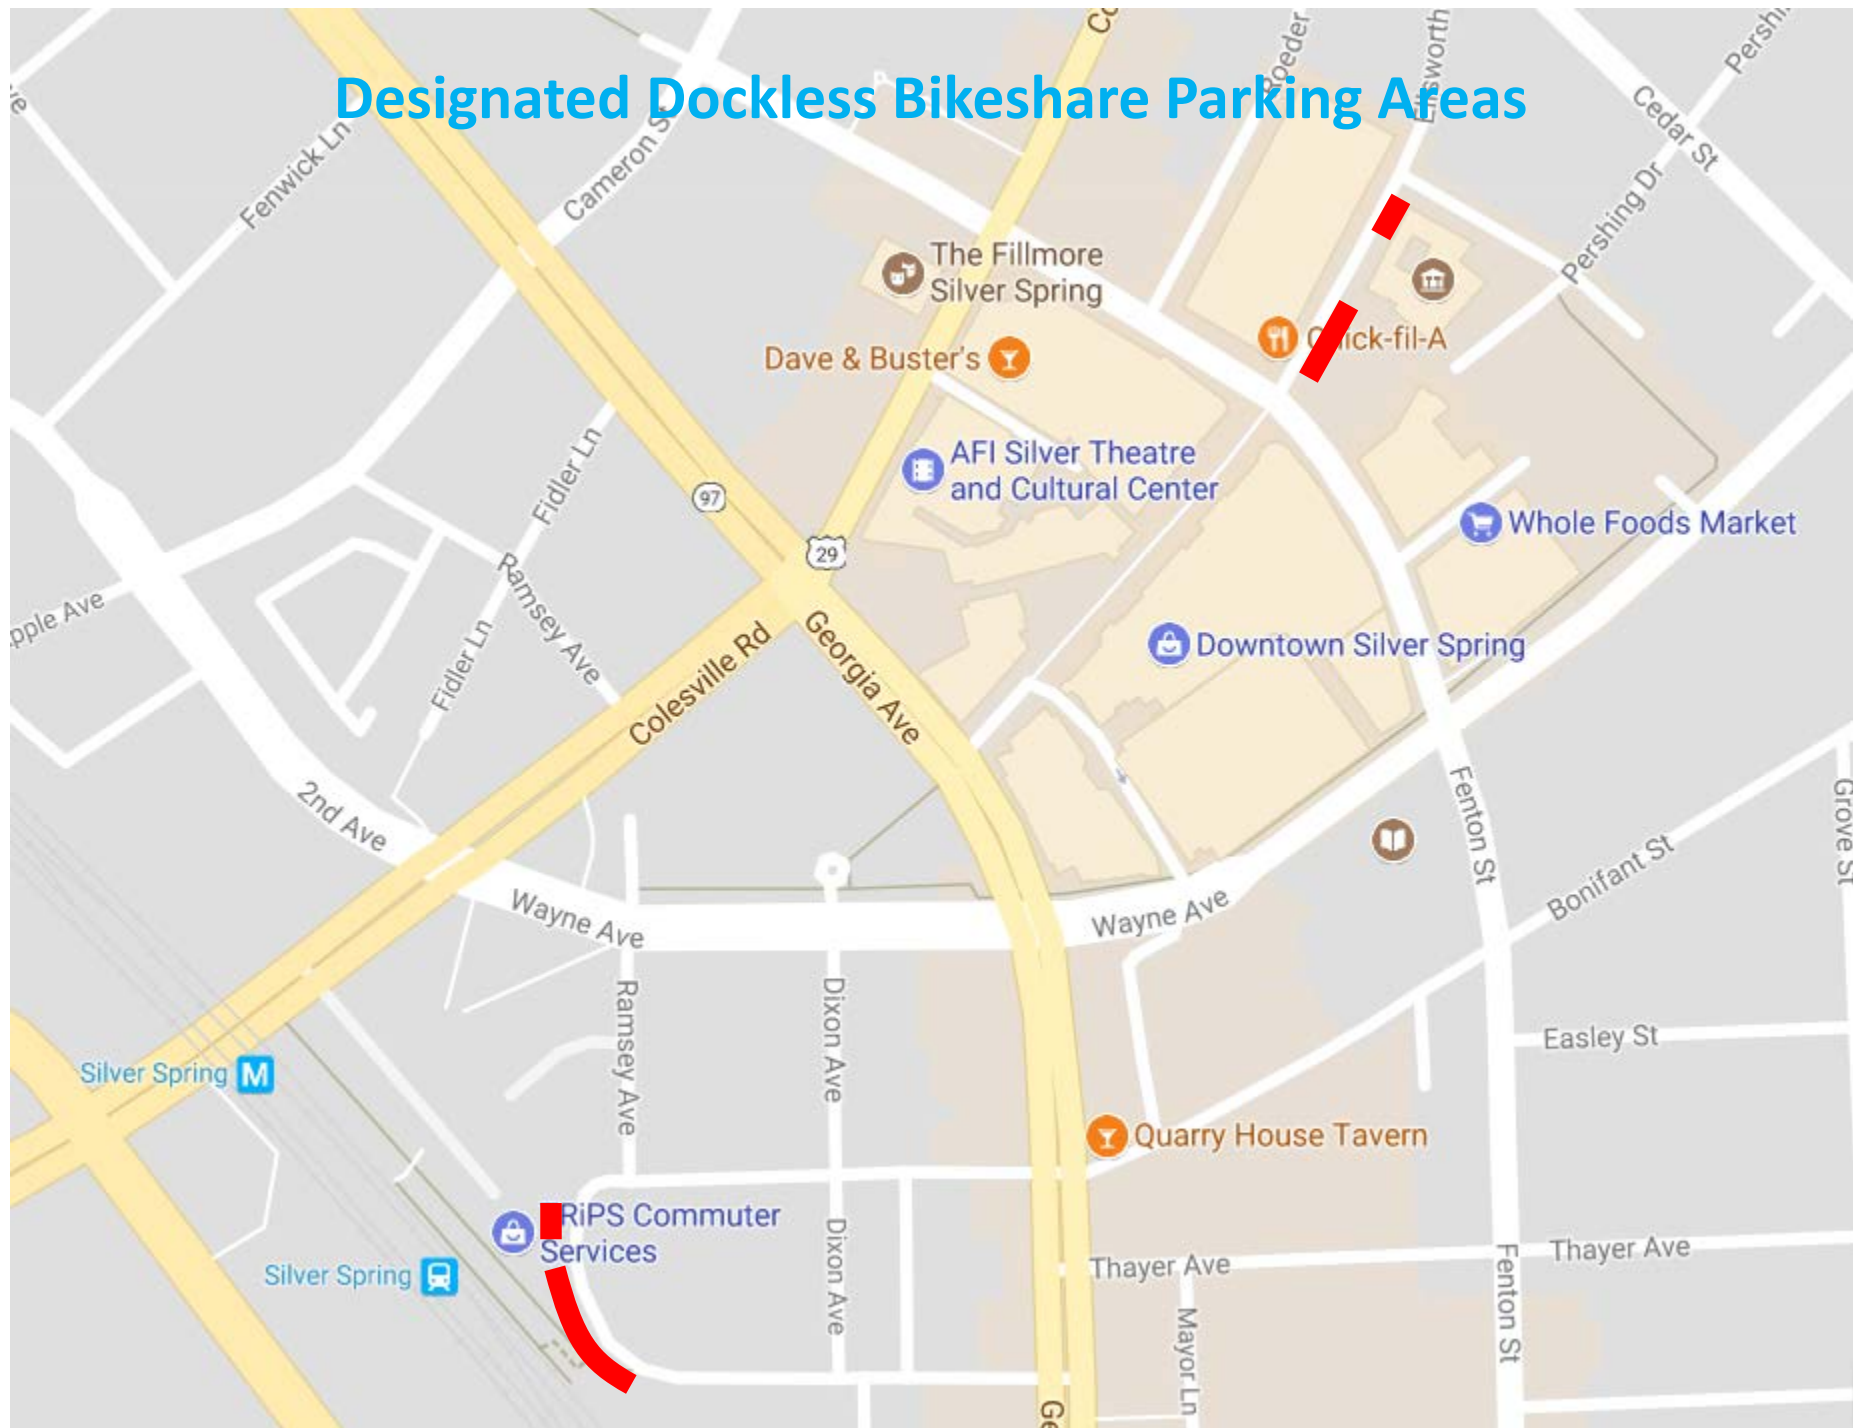 Designated Dockless Bikeshare Parking Areas
Roeder
Ellsworth
Cedar St
Pershing Dr
Fenwick Ln
Cameron St
The Fillmore
Silver Spring
Dave & Buster's
AFI Silver Theatre
and Cultural Center
Whole Foods Market
Fidler Ln
97
29
Ramsey Ave
Fidler Ln
Colesville Rd
Georgia Ave
Downtown Silver Spring
2nd Ave
Fenton St
Grove St
Bonifant St
Wayne Ave
Wayne Ave
Ramsey Ave
Dixon Ave
Easley St
Silver Spring M
Quarry House Tavern
RiPS Commuter
Services
Silver Spring
Dixon Ave
Thayer Ave
Thayer Ave
Fenton St
Mayor Ln